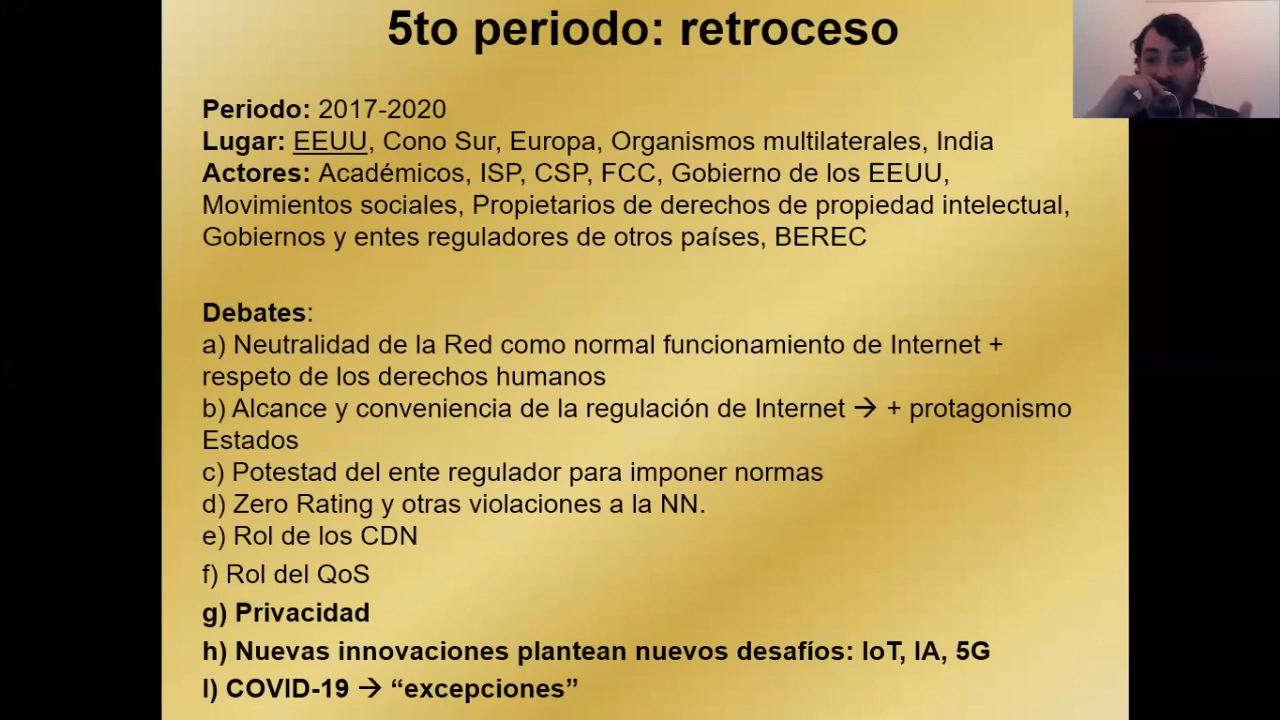 5to periodo: retroceso
Periodo: 2017-2020
Lugar: EEUU, Cono Sur, Europa, Organismos multilaterales, India
Actores: Académicos, ISP, CSP, FCC, Gobierno de los EEUU,
Movimientos sociales, Propietarios de derechos de propiedad intelectual,
Gobiernos y entes reguladores de otros países, BEREC
Debates:
a) Neutralidad de la Red como normal funcionamiento de Internet +
respeto de los derechos humanos
b) Alcance y conveniencia de la regulación de Internet → + protagonismo
Estados
c) Potestad del ente regulador para imponer normas
d) Zero Rating y otras violaciones a la NN.
e) Rol de los CDN
f) Rol del QoS
g) Privacidad
h) Nuevas innovaciones plantean nuevos desafíos: IoT, IA, 5G
I) COVID-19 → “excepciones”